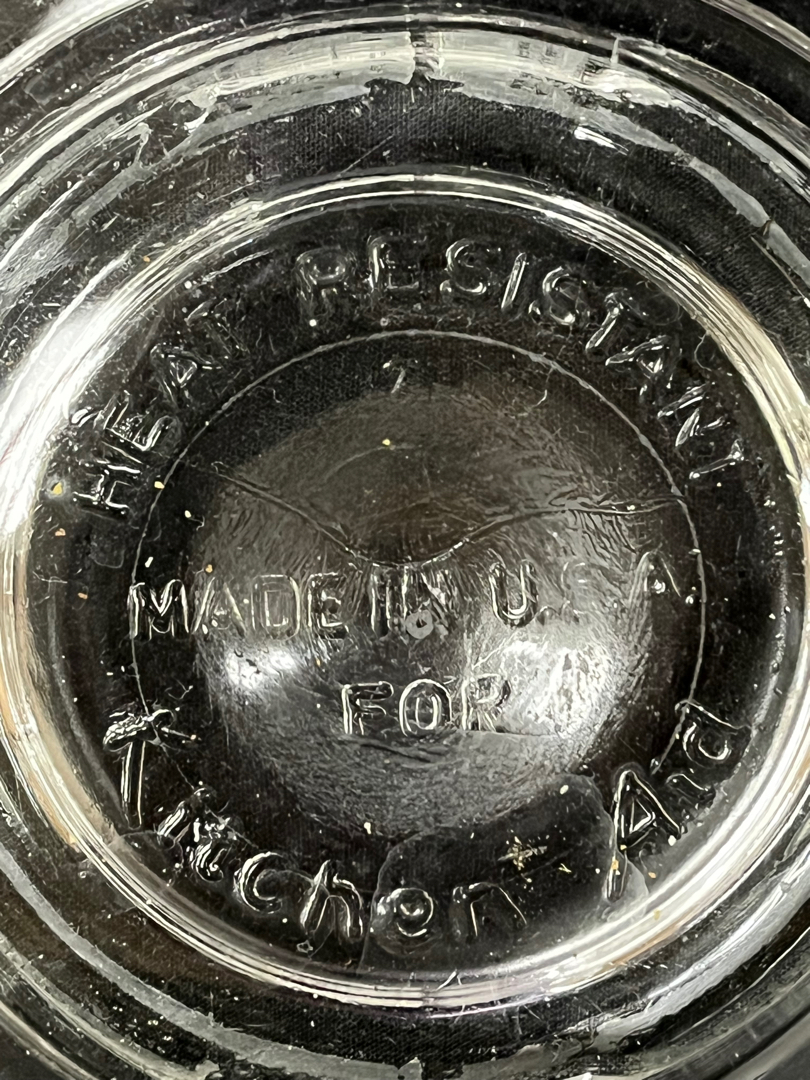 HEAT RESISTANT
MADE IN U.S.A.
FOR
Kitchen Aid